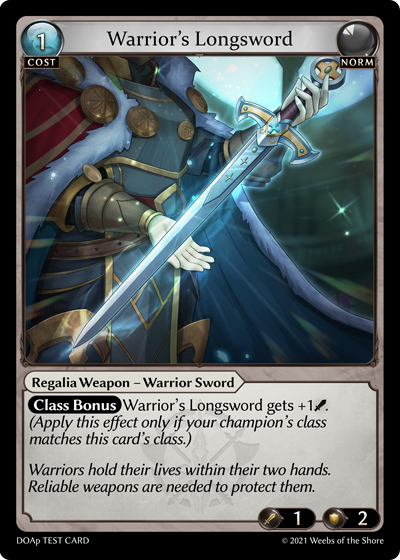 1
Warrior's Longsword
COST
NORM
Regalia Weapon – Warrior Sword
Class Bonus Warrior's Longsword gets +1.
(Apply this effect only if your champion's class
matches this card's class.)
Warriors hold their lives within their two hands.
Reliable weapons are needed to protect them.
1
2
DOAp TEST CARD
© 2021 Weebs of the Shore